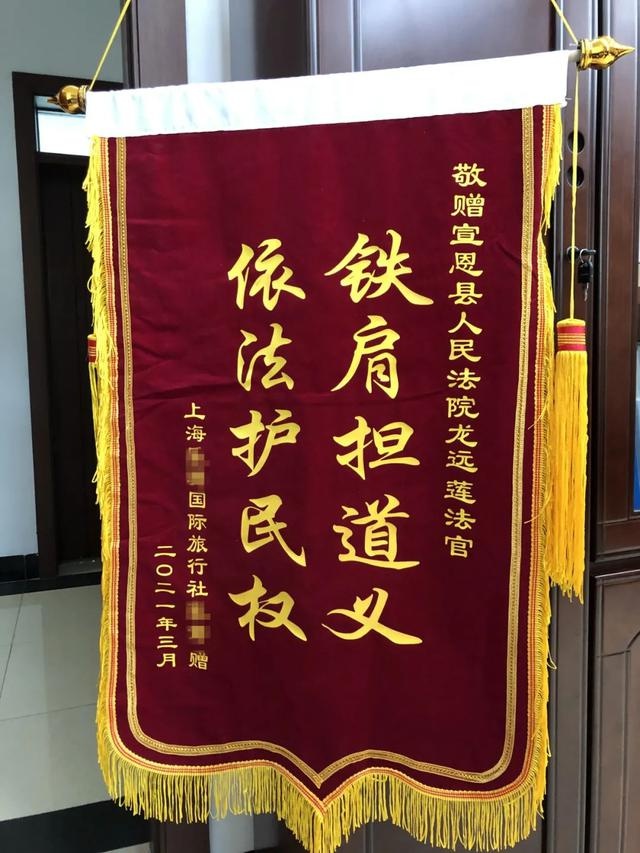 敬赠宣恩县人民法院龙远莲法官
铁肩担道义
依法护民权
上海 国际旅行社 赠
二〇二一年三月